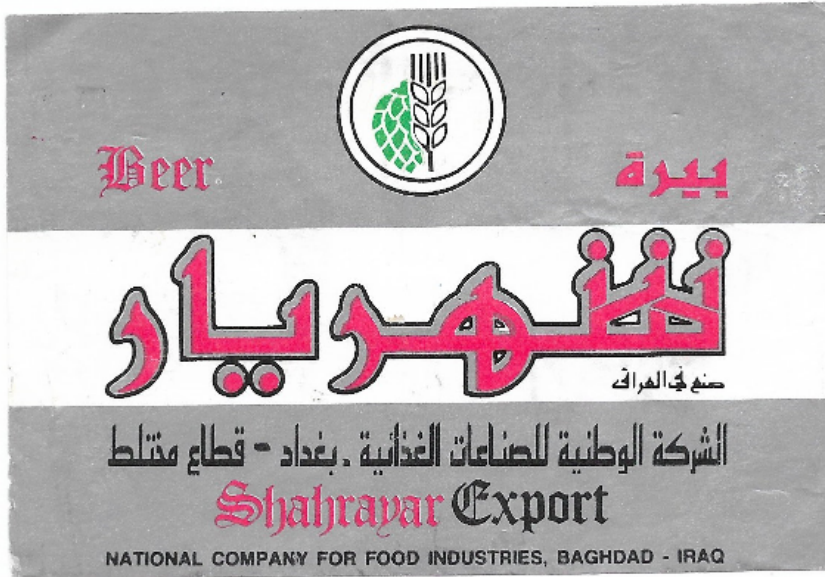 Beer بيرة
شهريار
صنع في العراق
الشركة الوطنية للصناعات الغذائية . بغداد - قطاع مختلط
Shahrayar Export
NATIONAL COMPANY FOR FOOD INDUSTRIES, BAGHDAD - IRAQ